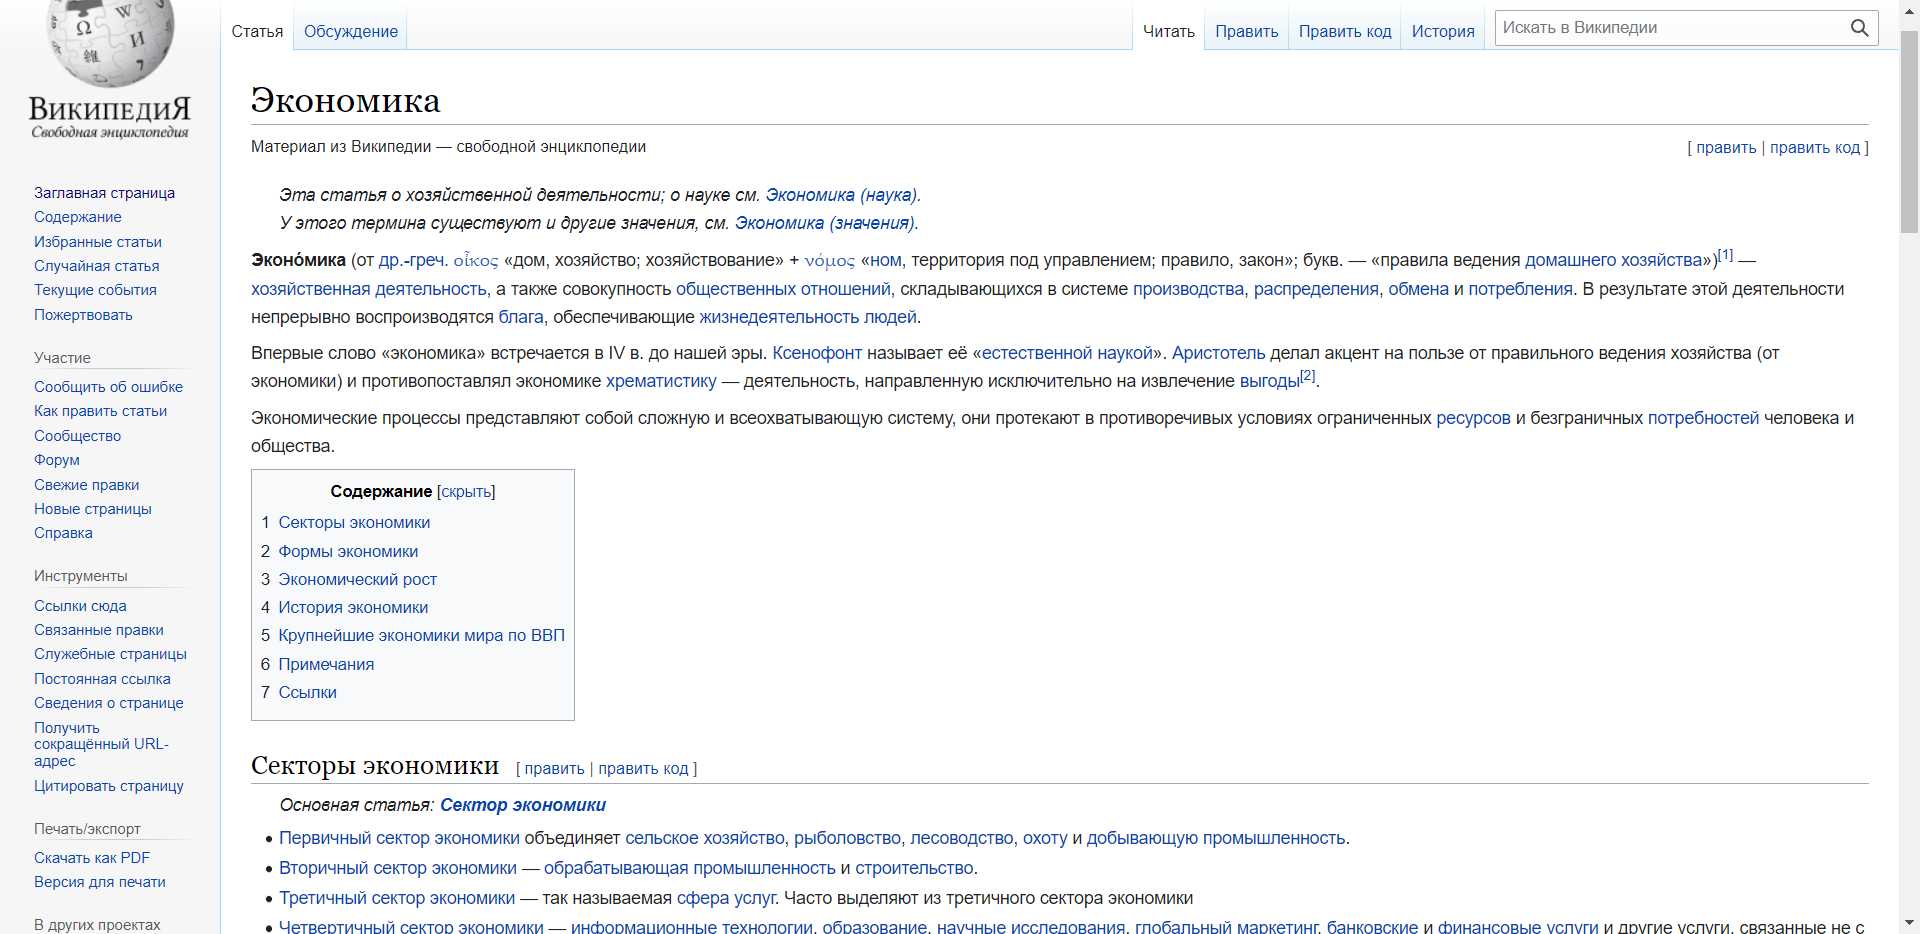 ВИКИПЕДИЯ
Свободная энциклопедия
Заглавная страница
Содержание
Избранные статьи
Случайная статья
Текущие события
Пожертвовать
Участие
Сообщить об ошибке
Как править статьи
Сообщество
Форум
Свежие правки
Новые страницы
Справка
Инструменты
Ссылки сюда
Связанные правки
Служебные страницы
Постоянная ссылка
Сведения о странице
Получить
сокращённый URL-
адрес
Цитировать страницу
Печать/экспорт
Скачать как PDF
Версия для печати
В других проектах
Статья Обсуждение Читать Править Править код История Искать в Википедии
Экономика
Материал из Википедии — свободной энциклопедии [ править | править код ]
Эта статья о хозяйственной деятельности; о науке см. Экономика (наука).
У этого термина существуют и другие значения, см. Экономика (значения).
Эконо́мика (от др.-греч. οἶκος «дом, хозяйство; хозяйствование» + νόμος «ном, территория под управлением; правило, закон»; букв. — «правила ведения домашнего хозяйства»)[1] —
хозяйственная деятельность, а также совокупность общественных отношений, складывающихся в системе производства, распределения, обмена и потребления. В результате этой деятельности
непрерывно воспроизводятся блага, обеспечивающие жизнедеятельность людей.
Впервые слово «экономика» встречается в IV в. до нашей эры. Ксенофонт называет её «естественной наукой». Аристотель делал акцент на пользе от правильного ведения хозяйства (от
экономики) и противопоставлял экономике хрематистику — деятельность, направленную исключительно на извлечение выгоды[2].
Экономические процессы представляют собой сложную и всеохватывающую систему, они протекают в противоречивых условиях ограниченных ресурсов и безграничных потребностей человека и
общества.
Содержание [скрыть]
1 Секторы экономики
2 Формы экономики
3 Экономический рост
4 История экономики
5 Крупнейшие экономики мира по ВВП
6 Примечания
7 Ссылки
Секторы экономики [ править | править код ]
Основная статья: Сектор экономики
• Первичный сектор экономики объединяет сельское хозяйство, рыболовство, лесоводство, охоту и добывающую промышленность.
• Вторичный сектор экономики — обрабатывающая промышленность и строительство.
• Третичный сектор экономики — так называемая сфера услуг. Часто выделяют из третичного сектора экономики
• Четвертичный сектор экономики — информационные технологии, образование, научные исследования, глобальный маркетинг, банковские и финансовые услуги и другие услуги, связанные не с